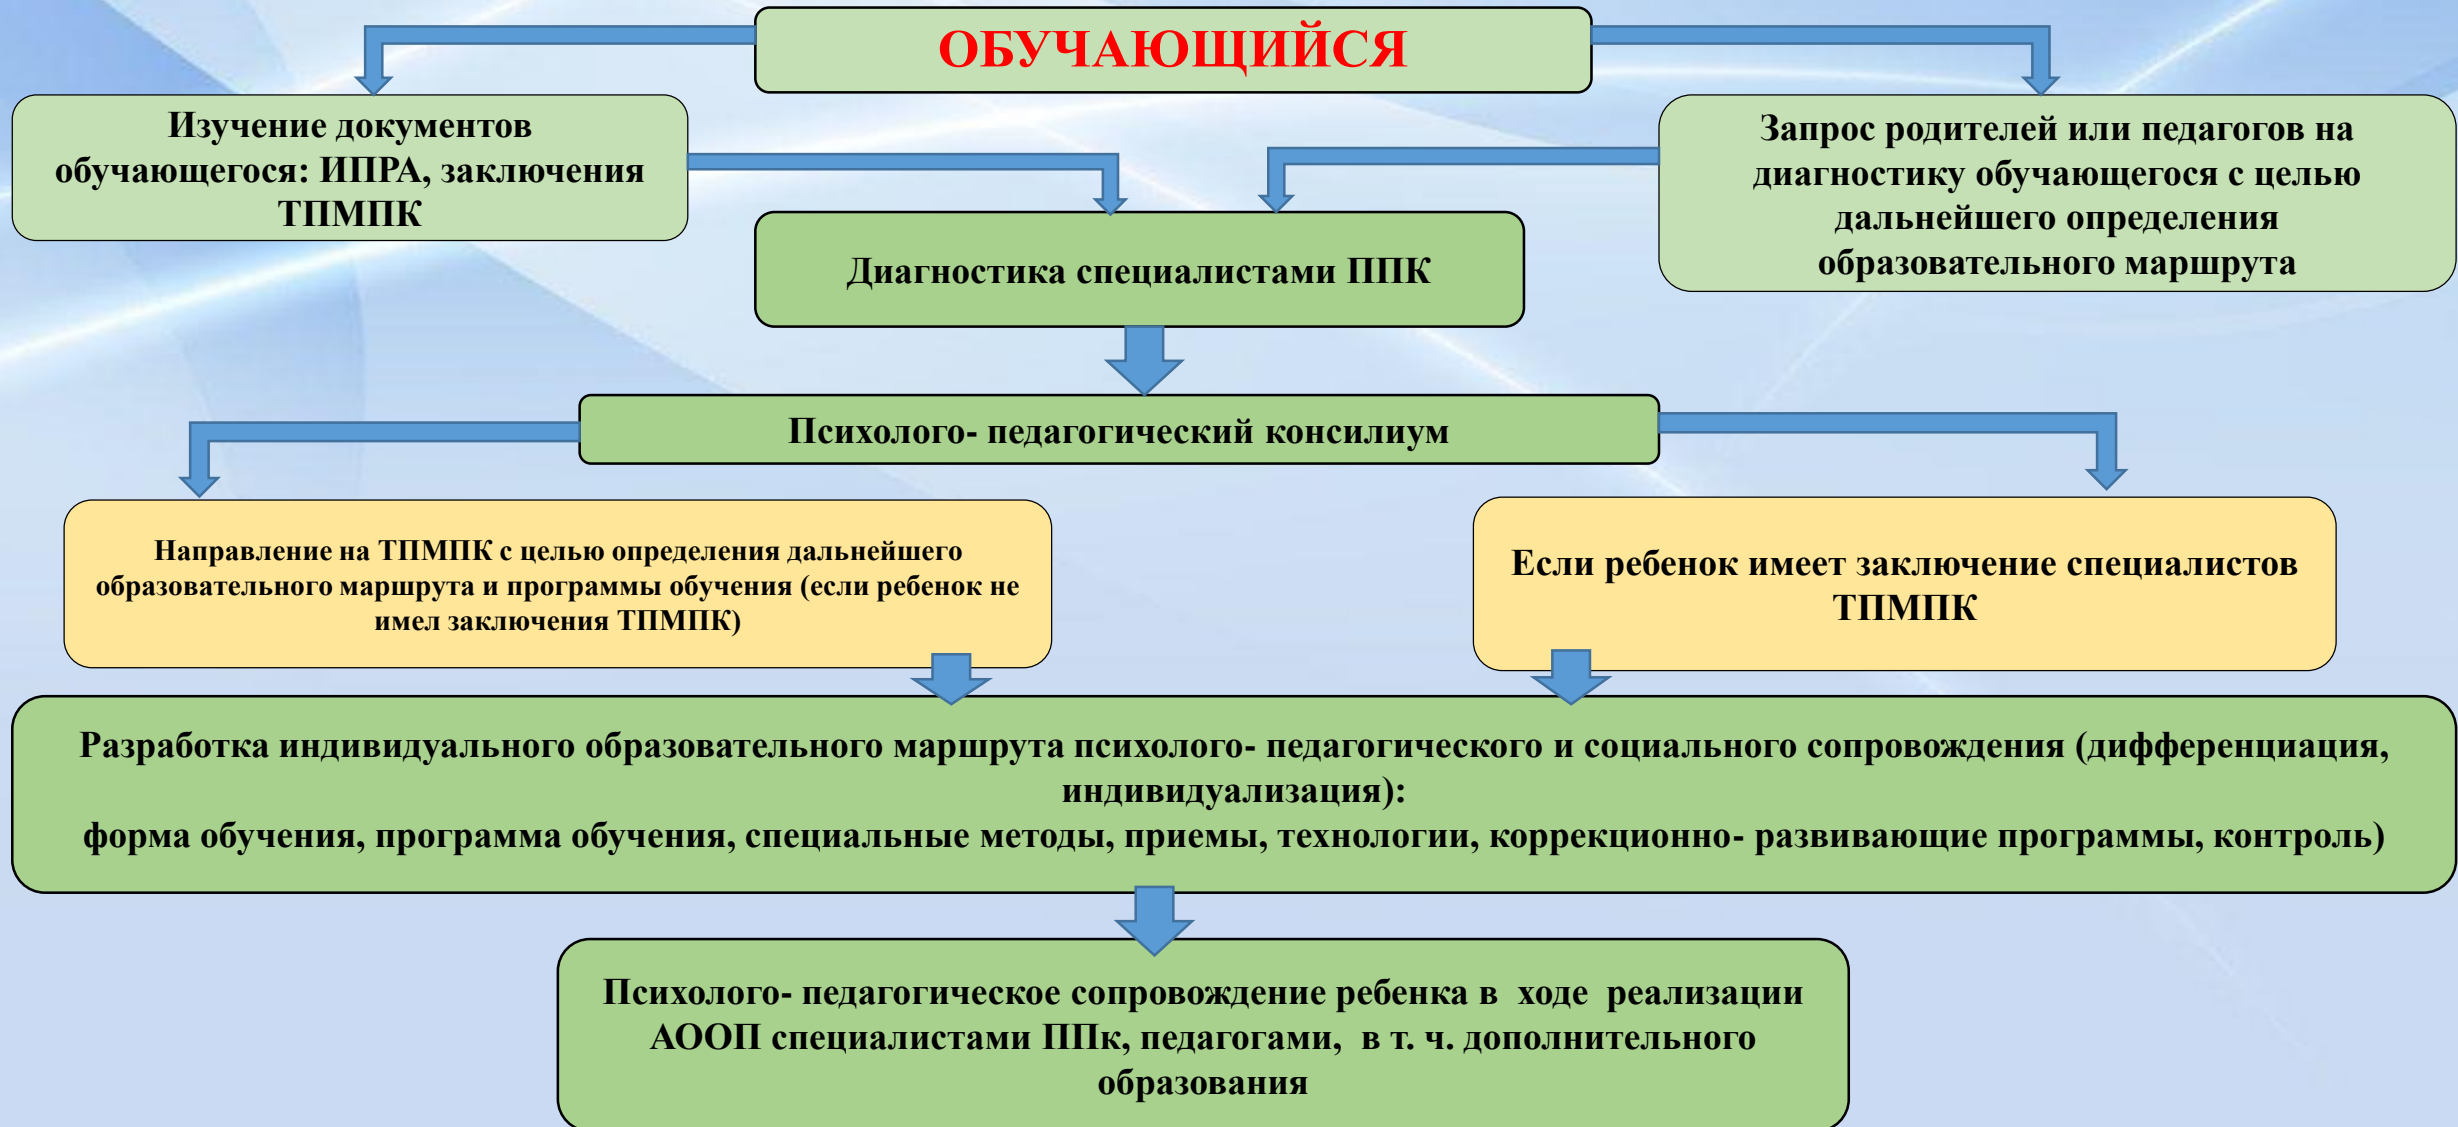 ОБУЧАЮЩИЙСЯ
Изучение документов
обучающегося: ИПРА, заключения
ТПМПК
Запрос родителей или педагогов на
диагностику обучающегося с целью
дальнейшего определения
образовательного маршрута
Диагностика специалистами ППК
Психолого- педагогический консилиум
Направление на ТПМПК с целью определения дальнейшего
образовательного маршрута и программы обучения (если ребенок не
имел заключения ТПМПК)
Если ребенок имеет заключение специалистов
ТПМПК
Разработка индивидуального образовательного маршрута психолого- педагогического и социального сопровождения (дифференциация,
индивидуализация):
форма обучения, программа обучения, специальные методы, приемы, технологии, коррекционно- развивающие программы, контроль)
Психолого- педагогическое сопровождение ребенка в ходе реализации
АООП специалистами ППк, педагогами, в т. ч. дополнительного
образования